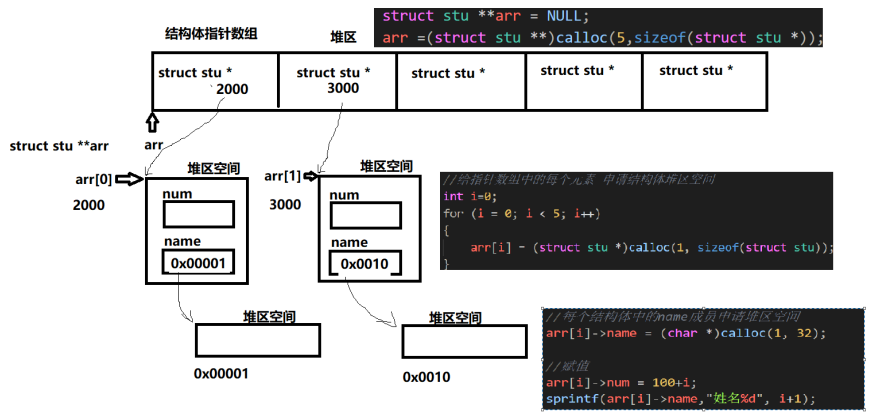 结构体指针数组
堆区
struct stu **arr = NULL;
arr =(struct stu **)calloc(5,sizeof(struct stu *));
struct stu *
2000
struct stu *
3000
struct stu *
struct stu *
struct stu *
struct stu **arr
arr
arr[0]
2000
堆区空间
num
name
0x00001
arr[1]
3000
堆区空间
num
name
0x0010
//给指针数组中的每个元素 申请结构体堆区空间
int i=0;
for (i = 0; i < 5; i++)
{
arr[i] = (struct stu *)calloc(1, sizeof(struct stu));
}
堆区空间
0x00001
堆区空间
0x0010
//每个结构体中的name成员申请堆区空间
arr[i]->name = (char *)calloc(1, 32);
//赋值
arr[i]->num = 100+i;
sprintf(arr[i]->name,"姓名%d", i+1);